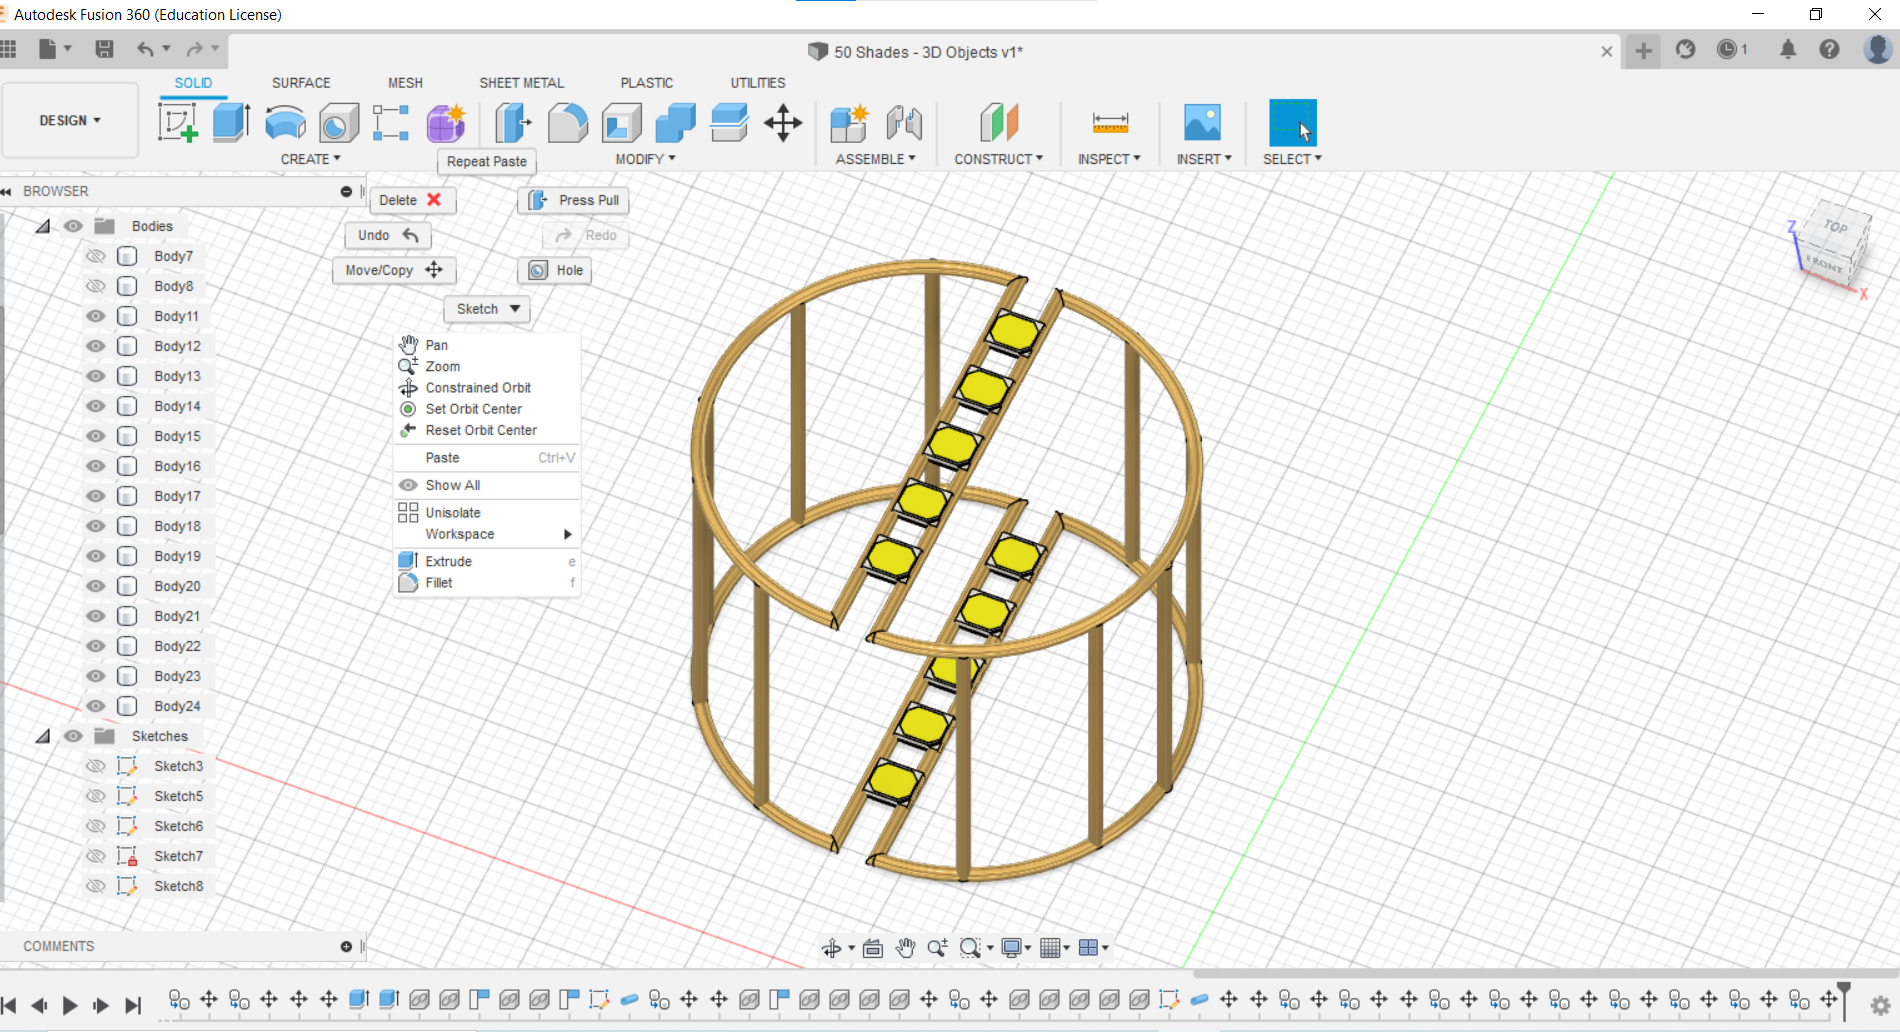 Autodesk Fusion 360 (Education License)
50 Shades - 3D Objects v1*
1
SOLID
SURFACE
MESH
SHEET METAL
PLASTIC
UTILITIES
DESIGN
CREATE
MODIFY
ASSEMBLE
CONSTRUCT
INSPECT
INSERT
SELECT
Repeat Paste
BROWSER
Delete
Press Pull
Undo
Redo
Move/Copy
Hole
Sketch
Pan
Zoom
Constrained Orbit
Set Orbit Center
Reset Orbit Center
Paste Ctrl+V
Show All
Unisolate
Workspace
Extrude e
Fillet f
Bodies
Body7
Body8
Body11
Body12
Body13
Body14
Body15
Body16
Body17
Body18
Body19
Body20
Body21
Body22
Body23
Body24
Sketches
Sketch3
Sketch5
Sketch6
Sketch7
Sketch8
Z
TOP
FRONT
X
COMMENTS